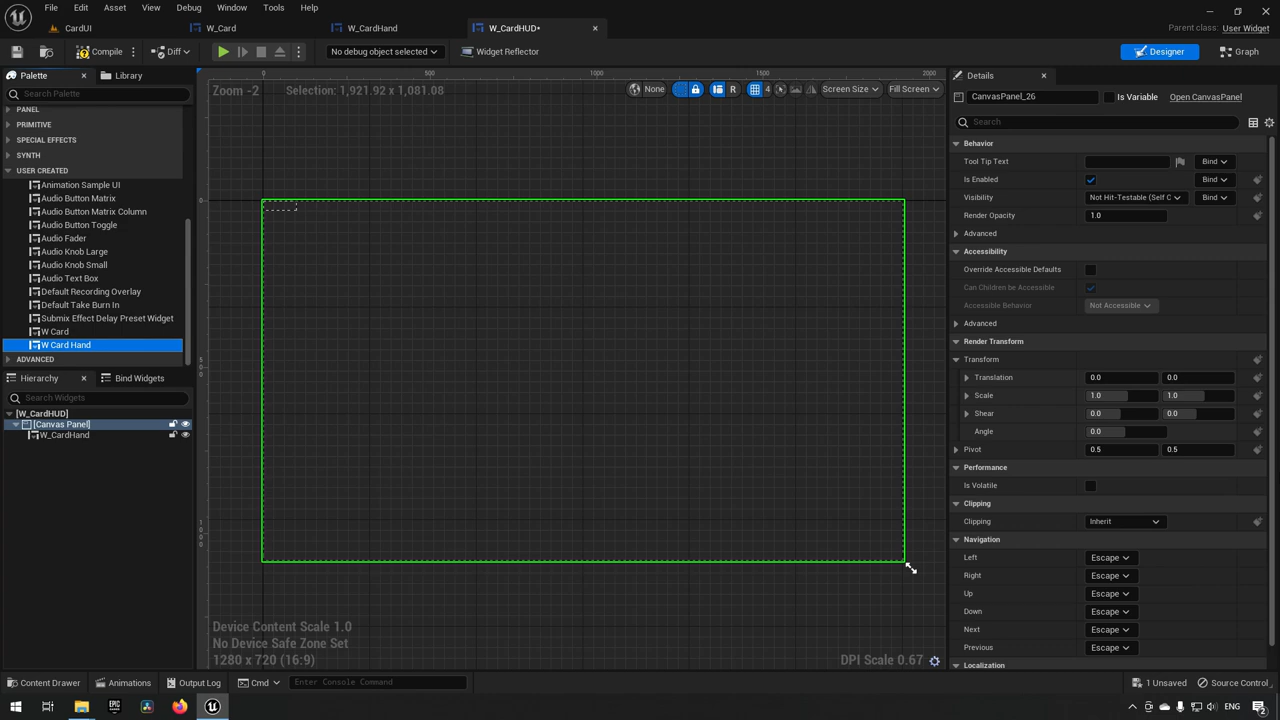 File Edit Asset View Debug Window Tools Help
CardUI
W_Card
W_CardHand
W_CardHUD•
Parent class: User Widget
Compile
Diff
No debug object selected
Widget Reflector
Designer
Graph
Palette
Library
Search Palette
PANEL
PRIMITIVE
SPECIAL EFFECTS
SYNTH
USER CREATED
Animation Sample UI
Audio Button Matrix
Audio Button Matrix Column
Audio Button Toggle
Audio Fader
Audio Knob Large
Audio Knob Small
Audio Text Box
Default Recording Overlay
Default Take Burn In
Submix Effect Delay Preset Widget
W Card
W Card Hand
ADVANCED
Hierarchy
Bind Widgets
Search Widgets
[W_CardHUD]
[Canvas Panel]
W_CardHand
0 500 1000 1500 2000
Zoom -2
Selection: 1,921.92 x 1,081.08
None
R
4
Screen Size
Fill Screen
0
500
1000
Device Content Scale 1.0
No Device Safe Zone Set
1280 x 720 (16:9)
DPI Scale 0.67
Details
CanvasPanel_26
Is Variable
Open CanvasPanel
Search
Behavior
Tool Tip Text
Bind
Is Enabled
Bind
Visibility
Not Hit-Testable (Self C
Bind
Render Opacity
1.0
Advanced
Accessibility
Override Accessible Defaults
Can Children be Accessible
Accessible Behavior
Not Accessible
Advanced
Render Transform
Transform
Translation 0.0 0.0
Scale 1.0 1.0
Shear 0.0 0.0
Angle 0.0
Pivot 0.5 0.5
Performance
Is Volatile
Clipping
Clipping Inherit
Navigation
Left Escape
Right Escape
Up Escape
Down Escape
Next Escape
Previous Escape
Localization
Content Drawer
Animations
Output Log
Cmd
Enter Console Command
1 Unsaved
Source Control
EPIC